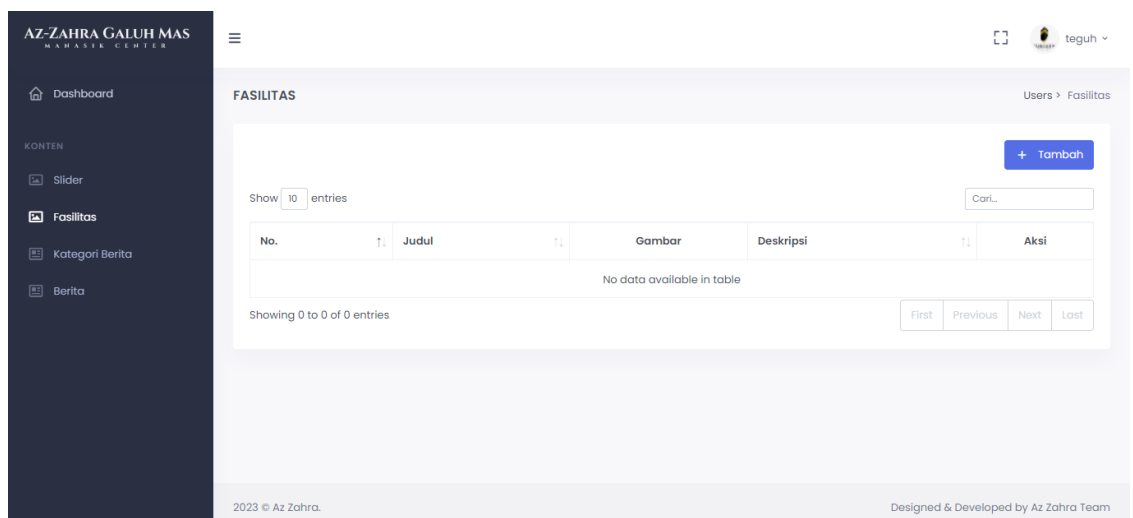 AZ-ZAHRA GALUH MAS
MANASIK CENTER
teguh
Dashboard
KONTEN
Slider
Fasilitas
Kategori Berita
Berita
FASILITAS
Users > Fasilitas
+ Tambah
Show 10 entries
Cari...
No. Judul Gambar Deskripsi Aksi
No data available in table
Showing 0 to 0 of 0 entries
First Previous Next Last
2023 © Az Zahra.
Designed & Developed by Az Zahra Team